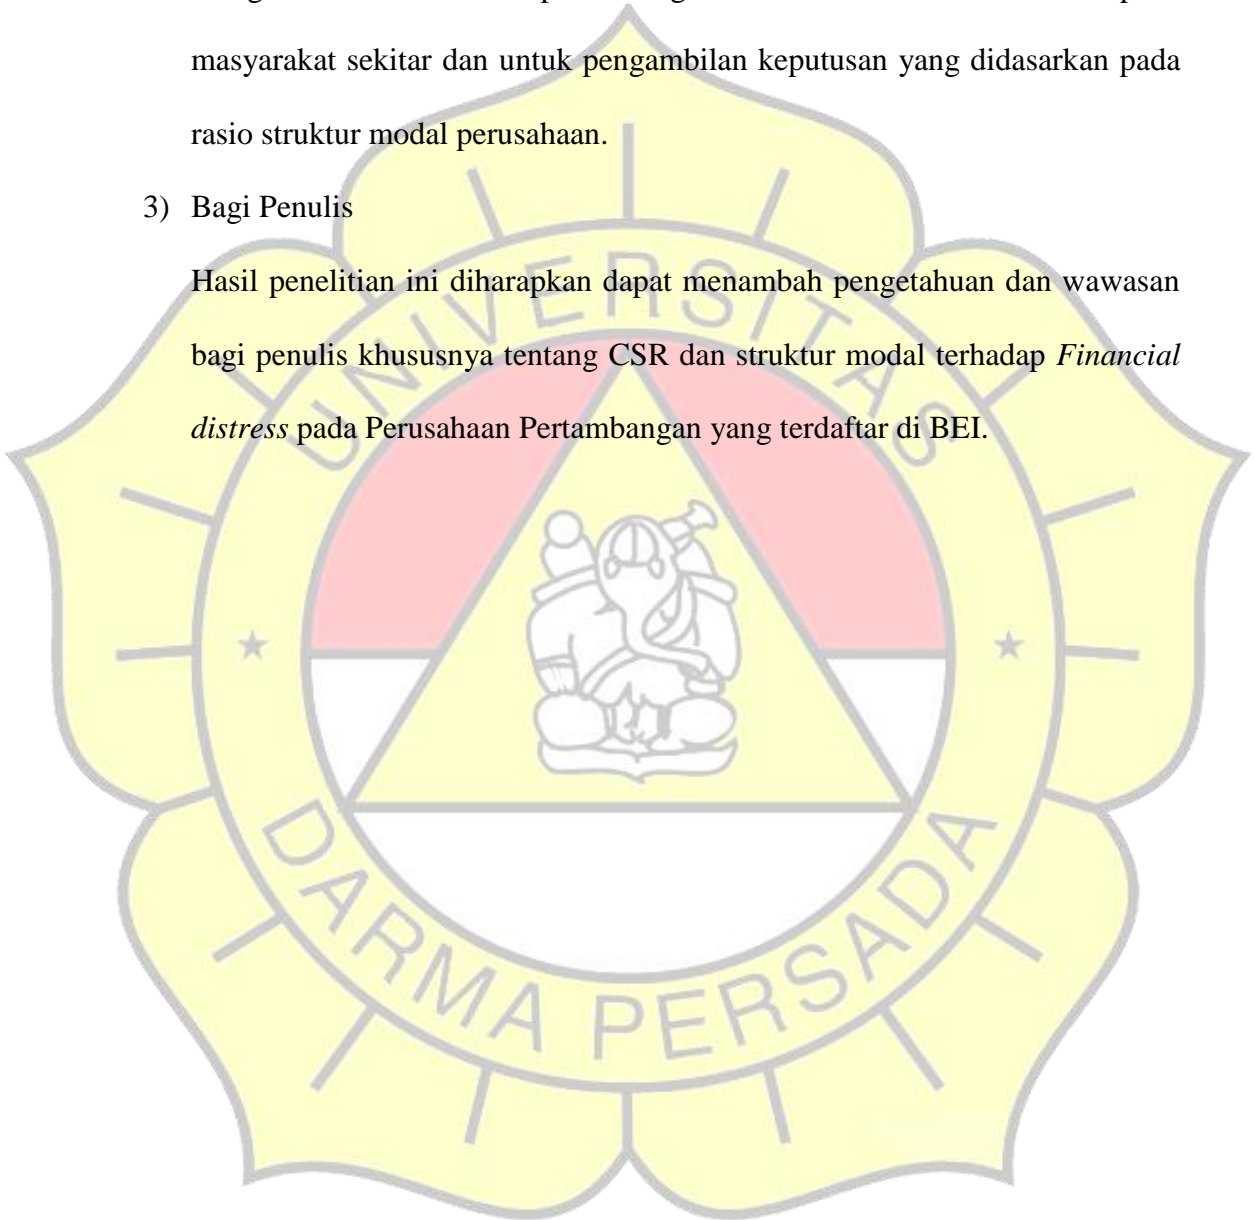 masyarakat sekitar dan untuk pengambilan keputusan yang didasarkan pada
rasio struktur modal perusahaan.
3) Bagi Penulis
Hasil penelitian ini diharapkan dapat menambah pengetahuan dan wawasan
bagi penulis khususnya tentang CSR dan struktur modal terhadap Financial
distress pada Perusahaan Pertambangan yang terdaftar di BEI.
UNIVERSITAS
DARMA PERSADA